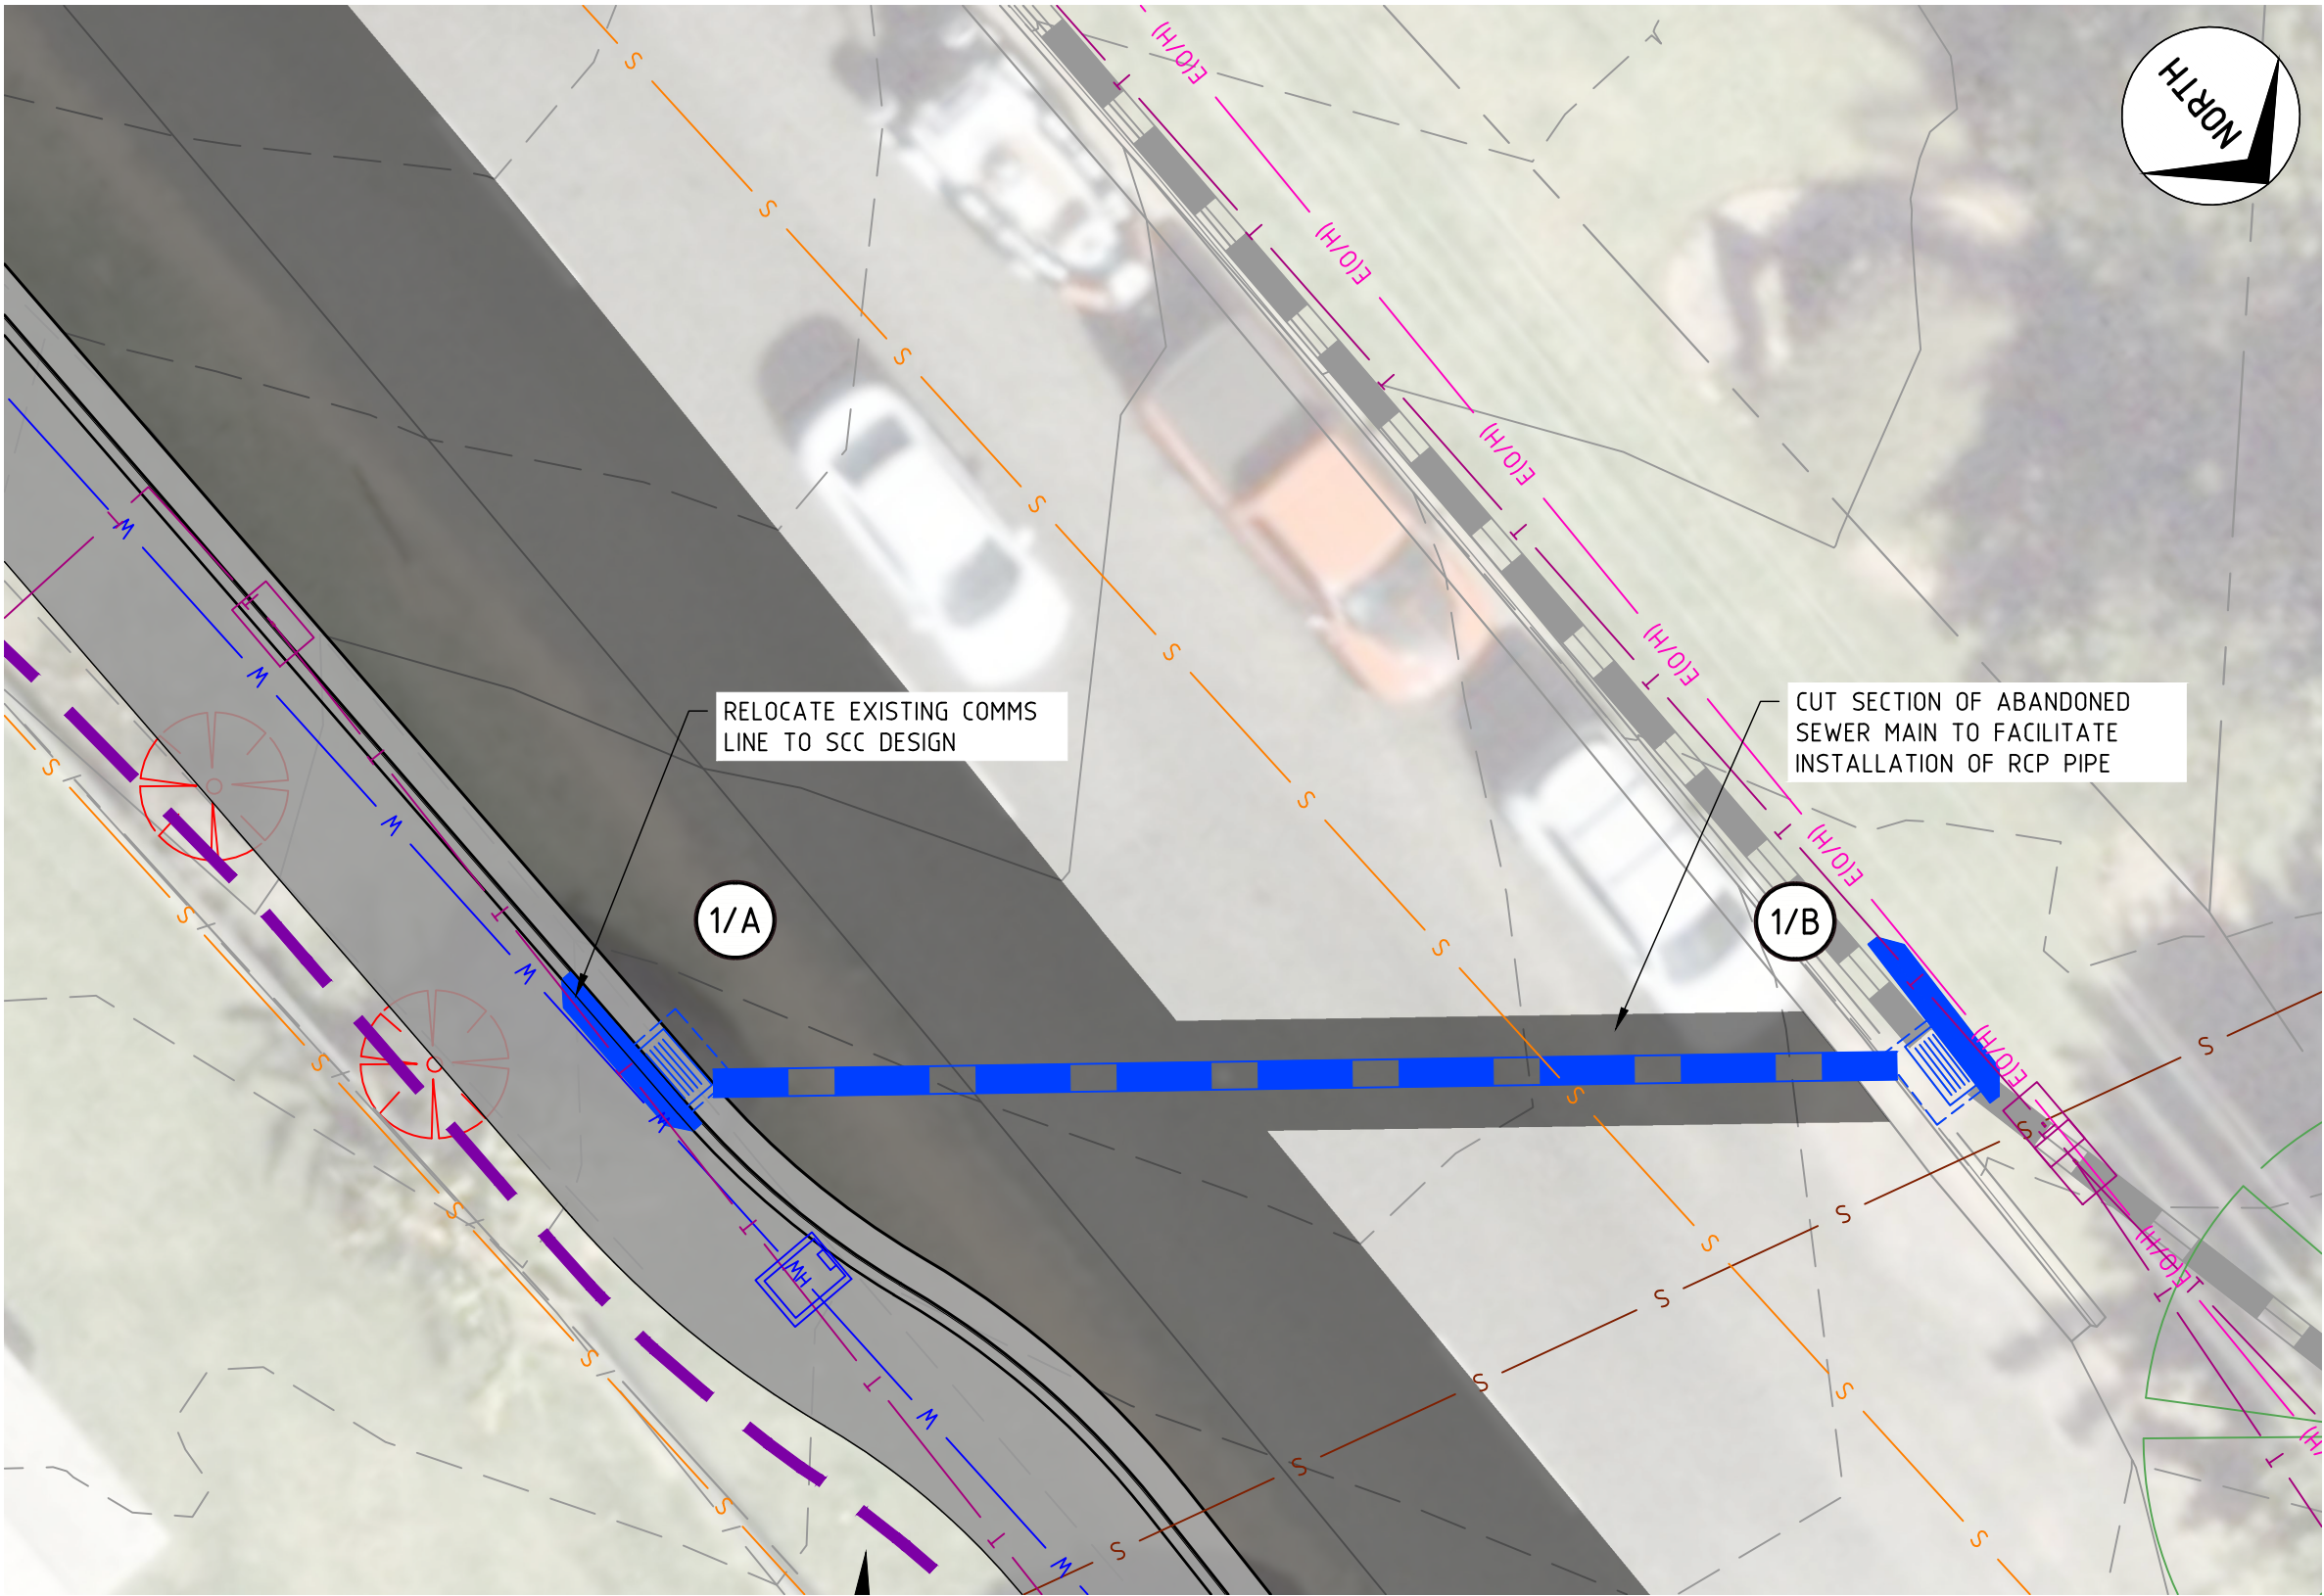 NORTH
RELOCATE EXISTING COMMS
LINE TO SCC DESIGN
CUT SECTION OF ABANDONED
SEWER MAIN TO FACILITATE
INSTALLATION OF RCP PIPE
1/A
1/B
E(O/H)
E(O/H)
E(O/H)
E(O/H)
E(O/H)
E(O/H)
E(O/H)
S
S
S
S
S
S
S
S
S
S
S
S
T
T
T
T
T
T
T
W
W
W
W
W
W
W
HW